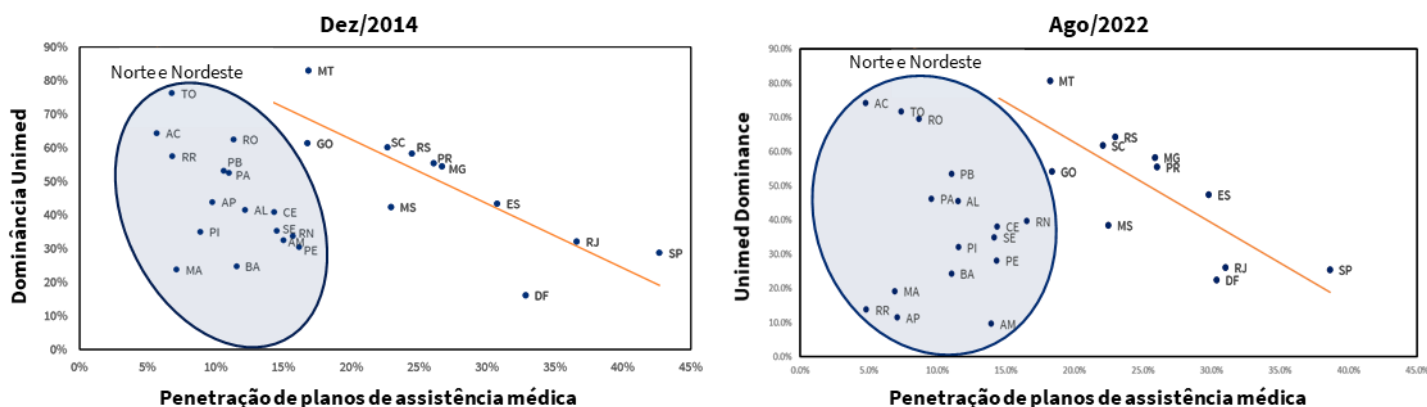 Dez/2014
Dominância Unimed
90%
80%
70%
60%
50%
40%
30%
20%
10%
0%
Norte e Nordeste
MT
TO
AC
RO
GO
SC
RS
RR
PB
PR
PA
MG
AP
AL
CE
MS
ES
PI
SE
RN
AM
PE
RJ
SP
MA
BA
DF
0%
5%
10%
15%
20%
25%
30%
35%
40%
45%
Penetração de planos de assistência médica
Ago/2022
Unimed Dominance
90.0%
80.0%
70.0%
60.0%
50.0%
40.0%
30.0%
20.0%
10.0%
0.0%
Norte e Nordeste
MT
AC
TO
RO
RS
SC
MG
PR
GO
PB
ES
PA
AL
RN
MS
CE
SE
PI
PE
RJ
SP
BA
DF
MA
RR
AP
AM
0.0%
5.0%
10.0%
15.0%
20.0%
25.0%
30.0%
35.0%
40.0%
45.0%
Penetração de planos de assistência médica